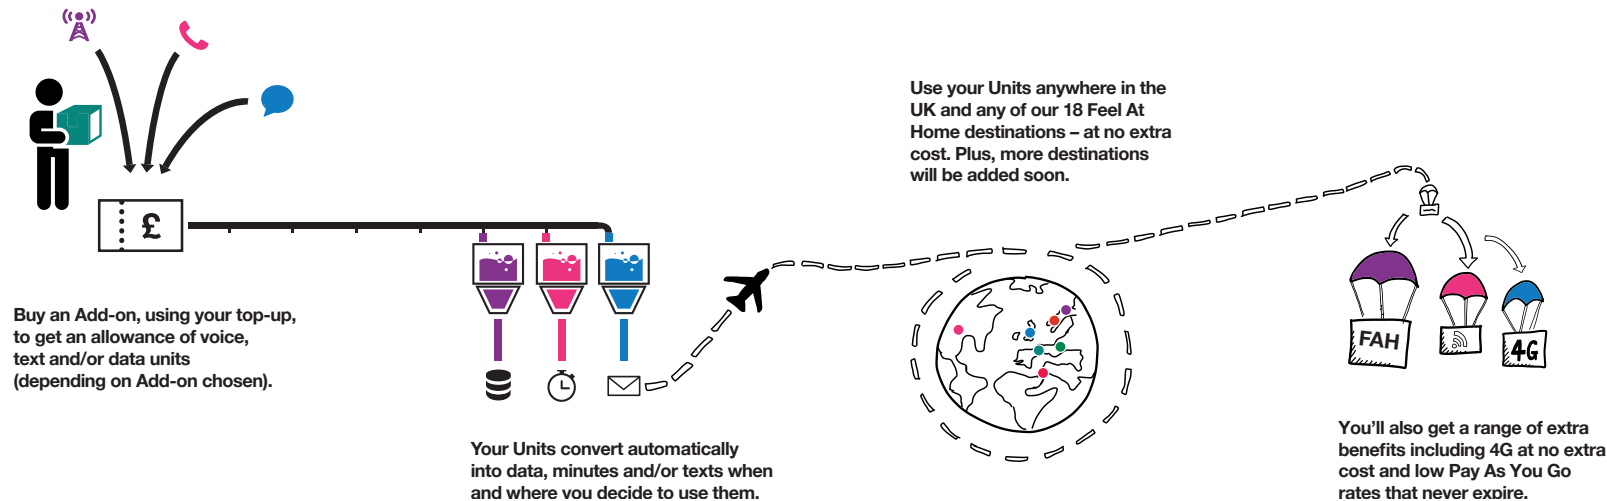 £
Buy an Add-on, using your top-up,
to get an allowance of voice,
text and/or data units
(depending on Add-on chosen).
Your Units convert automatically
into data, minutes and/or texts when
and where you decide to use them.
Use your Units anywhere in the
UK and any of our 18 Feel At
Home destinations – at no extra
cost. Plus, more destinations
will be added soon.
FAH
4G
You’ll also get a range of extra
benefits including 4G at no extra
cost and low Pay As You Go
rates that never expire.